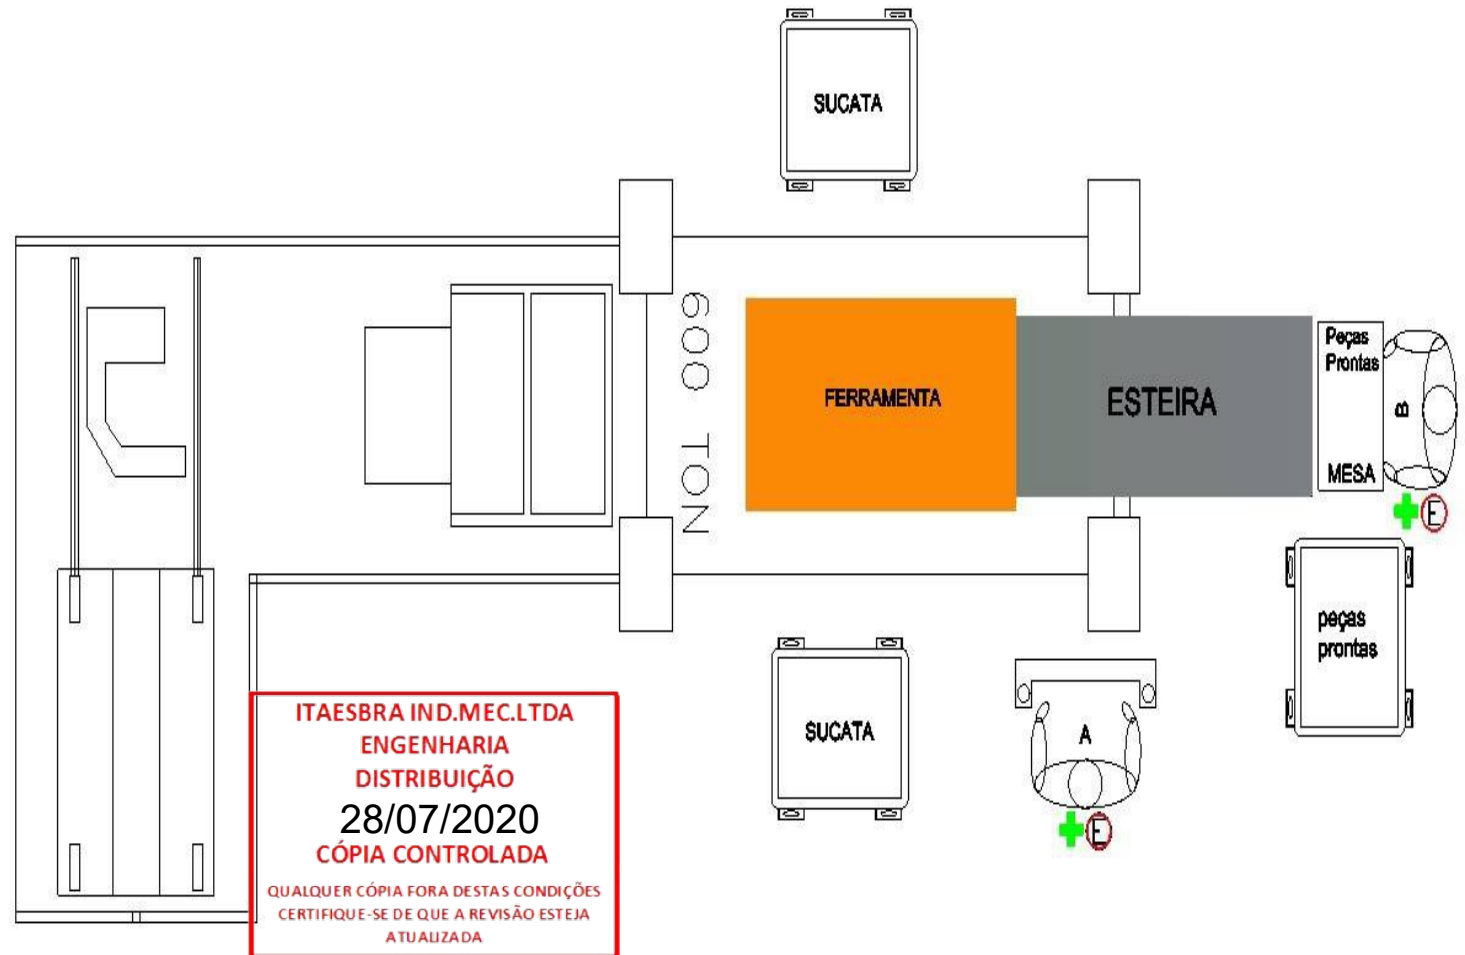 SUCATA
600 TON
FERRAMENTA
ESTEIRA
Peças
Prontas
B
MESA
E
peças
prontas
SUCATA
A
E
ITAESBRA IND.MEC.LTDA
ENGENHARIA
DISTRIBUIÇÃO
28/07/2020
CÓPIA CONTROLADA
QUALQUER CÓPIA FORA DESTAS CONDIÇÕES
CERTIFIQUE-SE DE QUE A REVISÃO ESTEJA
ATUALIZADA